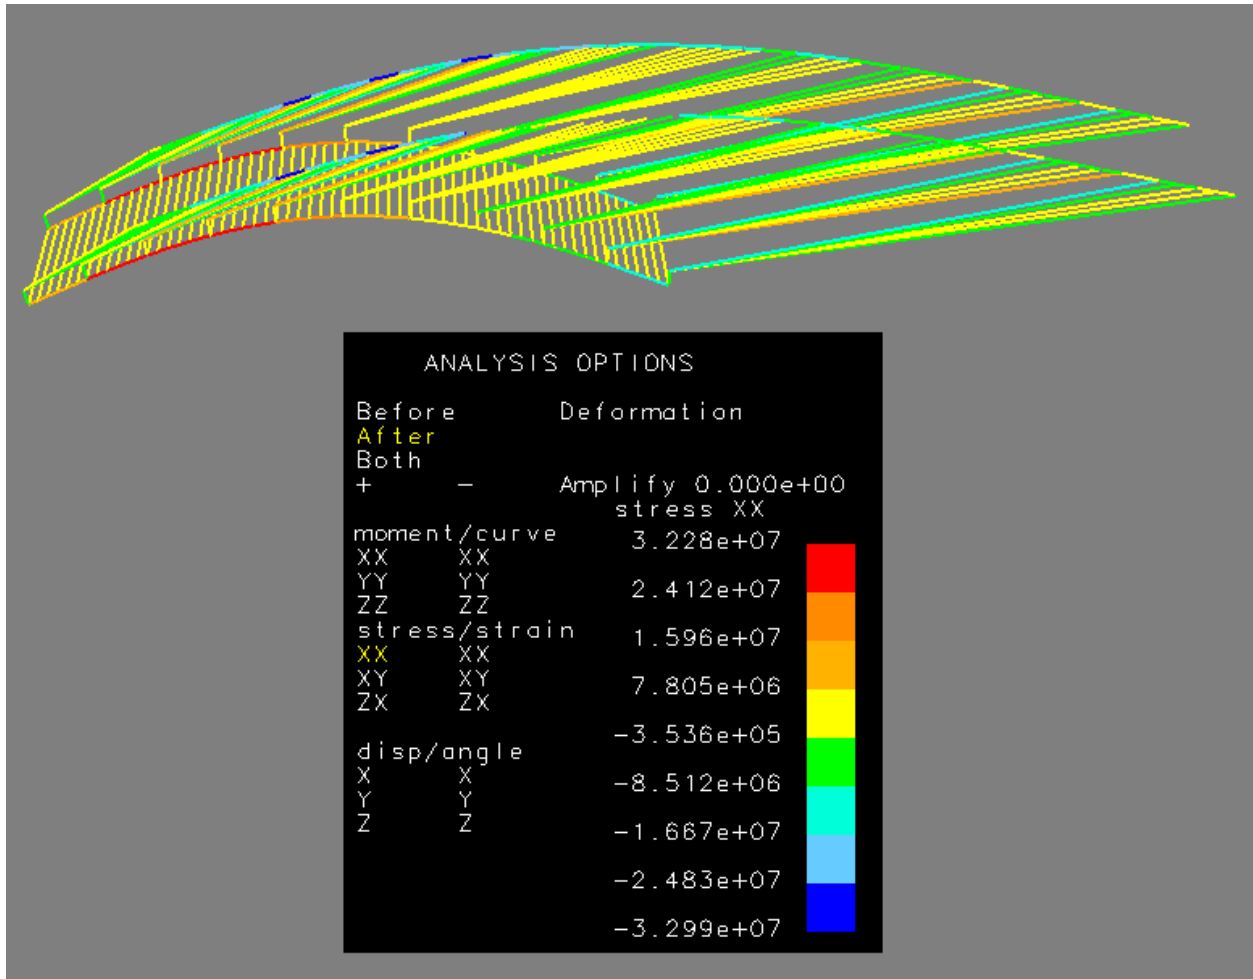 ANALYSIS OPTIONS
Before Deformation
After
Both
+ − Amplify 0.000e+00
stress XX
moment/curve 3.228e+07
XX XX
YY YY 2.412e+07
ZZ ZZ
stress/strain 1.596e+07
XX XX
XY XY 7.805e+06
ZX ZX
−3.536e+05
disp/angle
X X −8.512e+06
Y Y
Z Z −1.667e+07
−2.483e+07
−3.299e+07